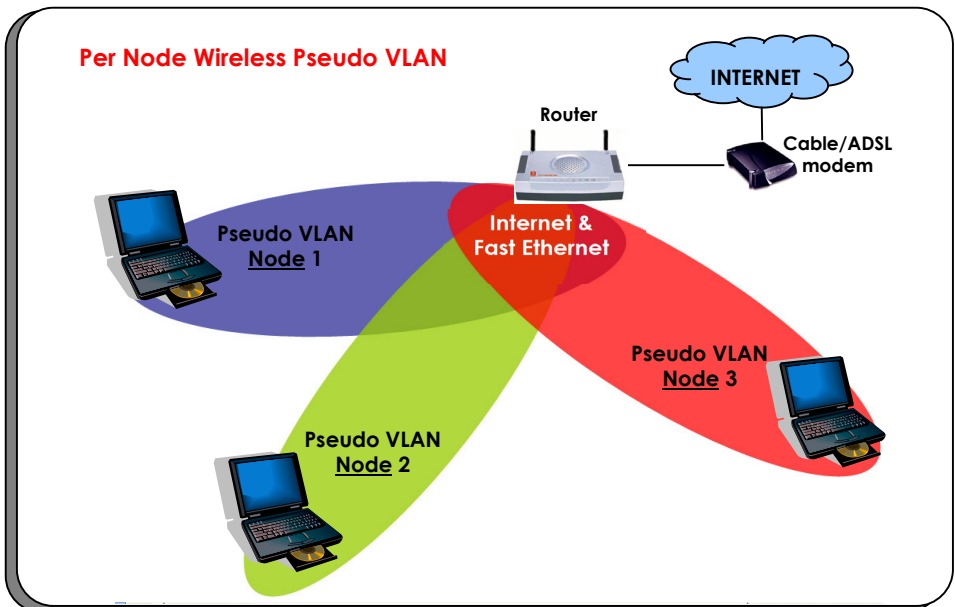 Per Node Wireless Pseudo VLAN
INTERNET
Router
Cable/ADSL
modem
Internet &
Fast Ethernet
Pseudo VLAN
Node 1
Pseudo VLAN
Node 3
Pseudo VLAN
Node 2